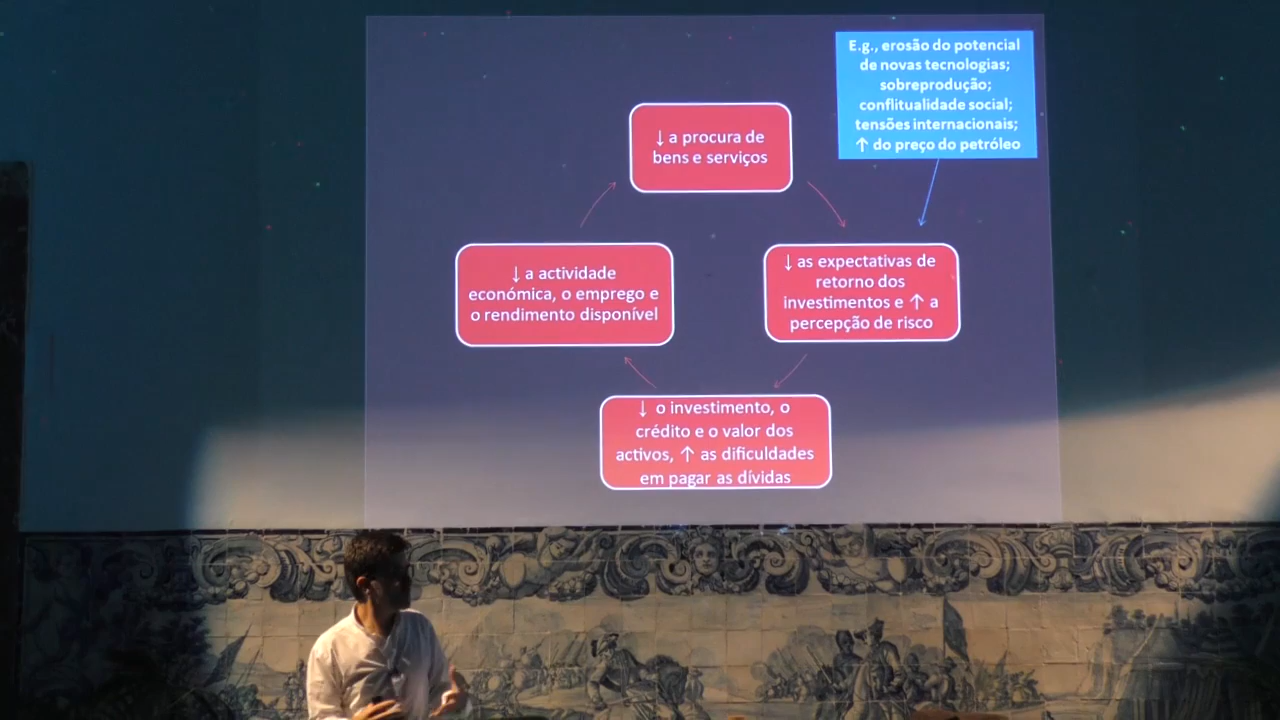 E.g., erosão do potencial
de novas tecnologias;
sobreprodução;
conflitualidade social;
tensões internacionais;
↑ do preço do petróleo
↓ a procura de
bens e serviços
↓ as expectativas de
retorno dos
investimentos e ↑ a
percepção de risco
↓ o investimento, o
crédito e o valor dos
activos, ↑ as dificuldades
em pagar as dívidas
↓ a actividade
económica, o emprego e
o rendimento disponível